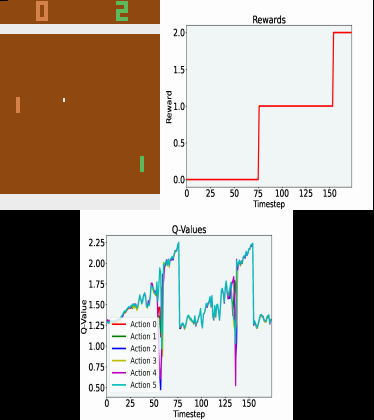 0 2
Rewards
2.0
1.5
1.0
0.5
0.0
Reward
0 25 50 75 100 125 150
Timestep
Q-Values
2.25
2.00
1.75
1.50
1.25
1.00
0.75
0.50
Q-Value
Action 0
Action 1
Action 2
Action 3
Action 4
Action 5
0 25 50 75 100 125 150
Timestep